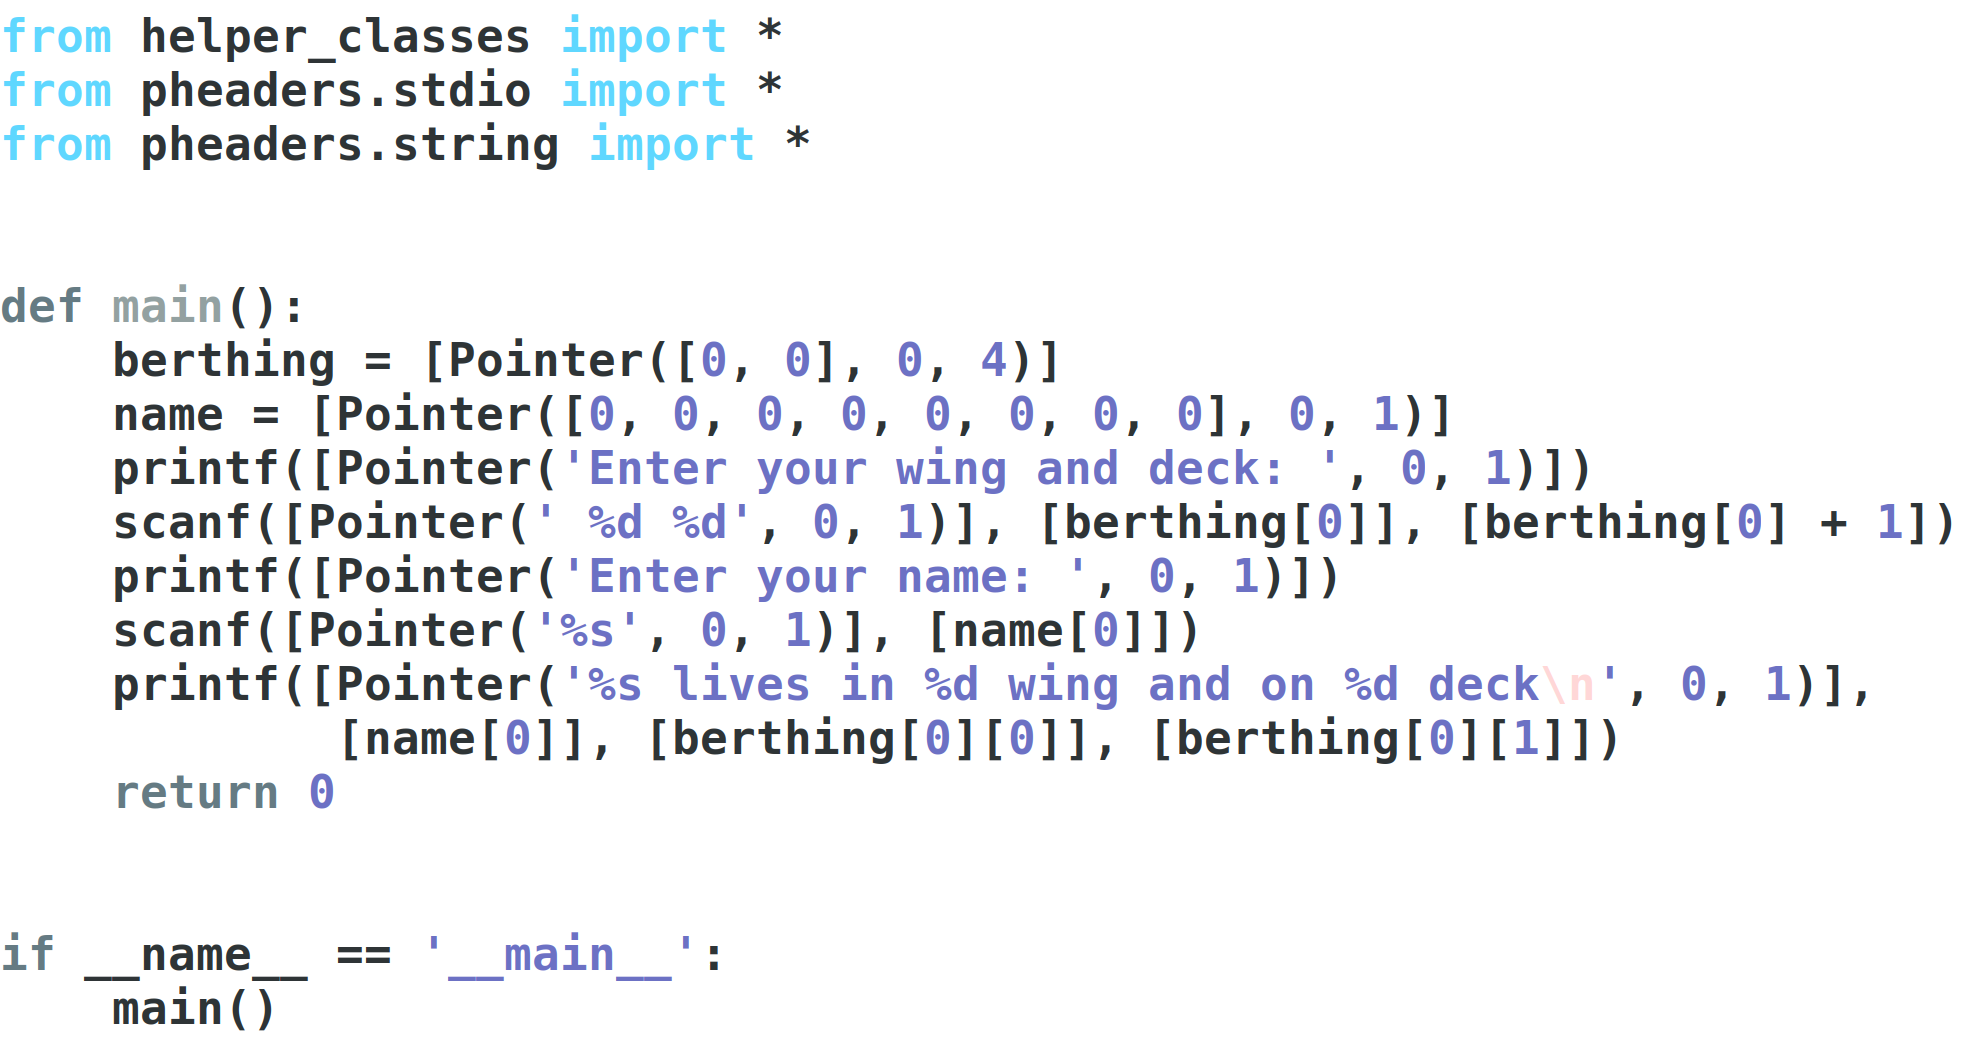 from helper_classes import *
from pheaders.stdio import *
from pheaders.string import *
def main():
    berthing = [Pointer([0, 0], 0, 4)]
    name = [Pointer([0, 0, 0, 0, 0, 0, 0, 0], 0, 1)]
    printf([Pointer('Enter your wing and deck: ', 0, 1)])
    scanf([Pointer(' %d %d', 0, 1)], [berthing[0]], [berthing[0] + 1])
    printf([Pointer('Enter your name: ', 0, 1)])
    scanf([Pointer('%s', 0, 1)], [name[0]])
    printf([Pointer('%s lives in %d wing and on %d deck\n', 0, 1)],
            [name[0]], [berthing[0][0]], [berthing[0][1]])
    return 0
if __name__ == '__main__':
    main()